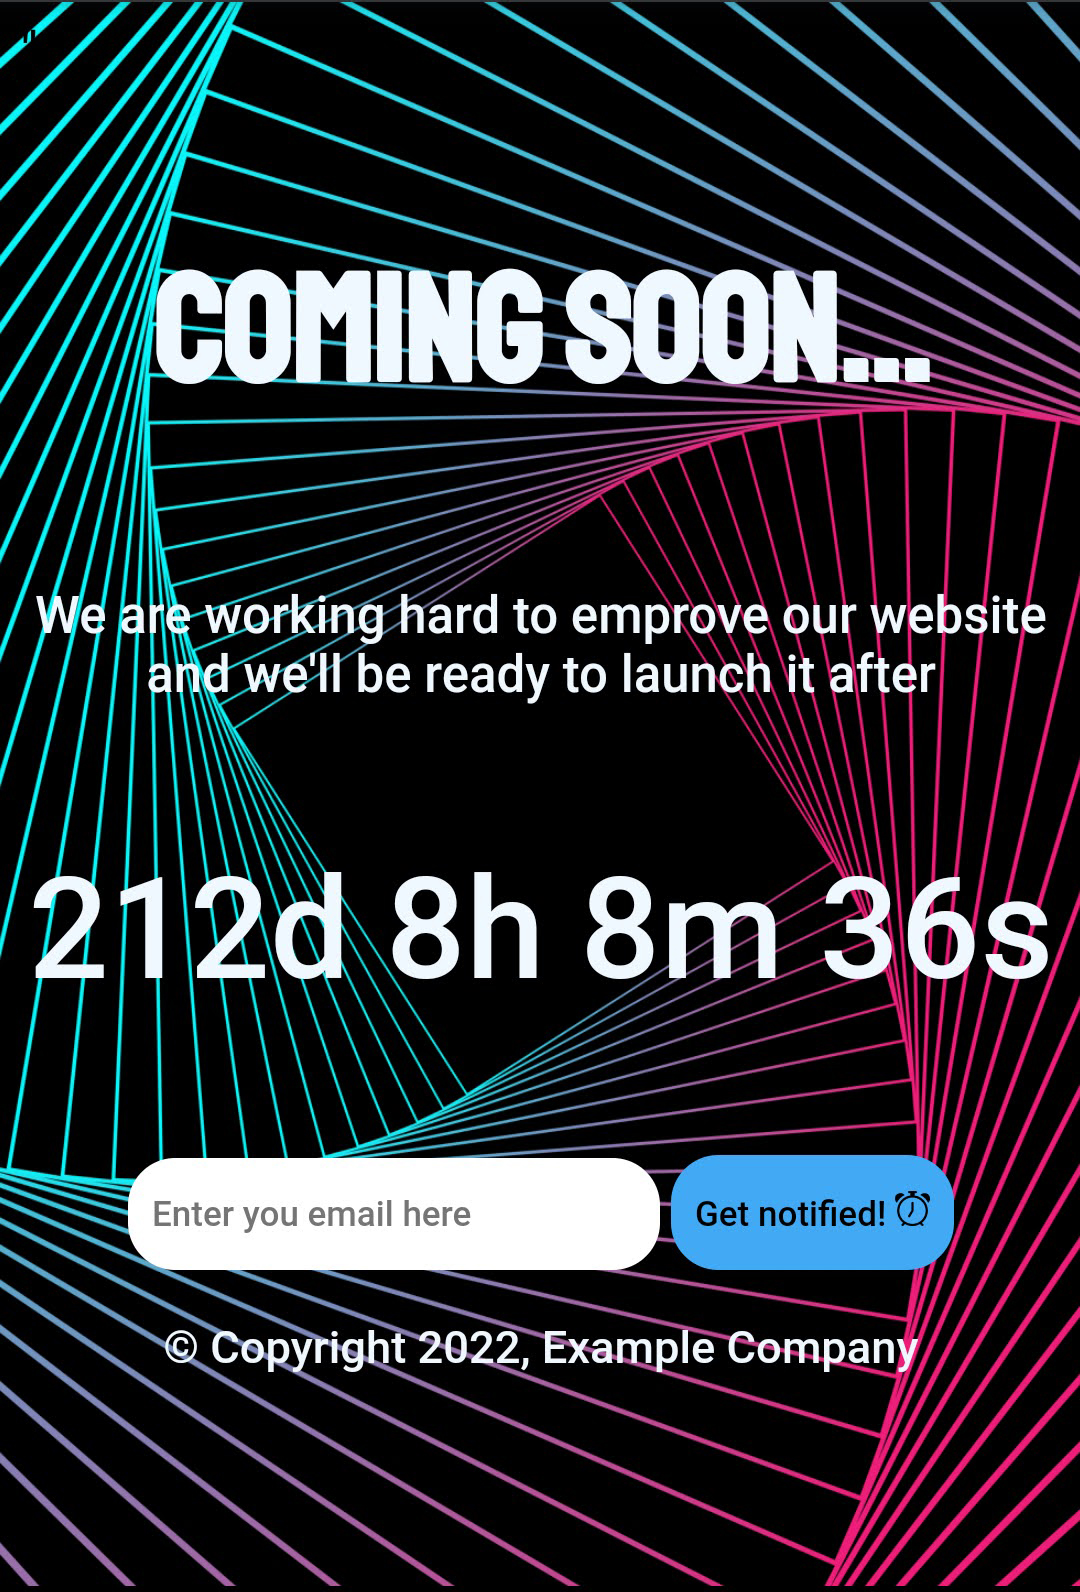 COMING SOON...
We are working hard to emprove our website
and we'll be ready to launch it after
212d 8h 8m 36s
Enter you email here
Get notified!
© Copyright 2022, Example Company